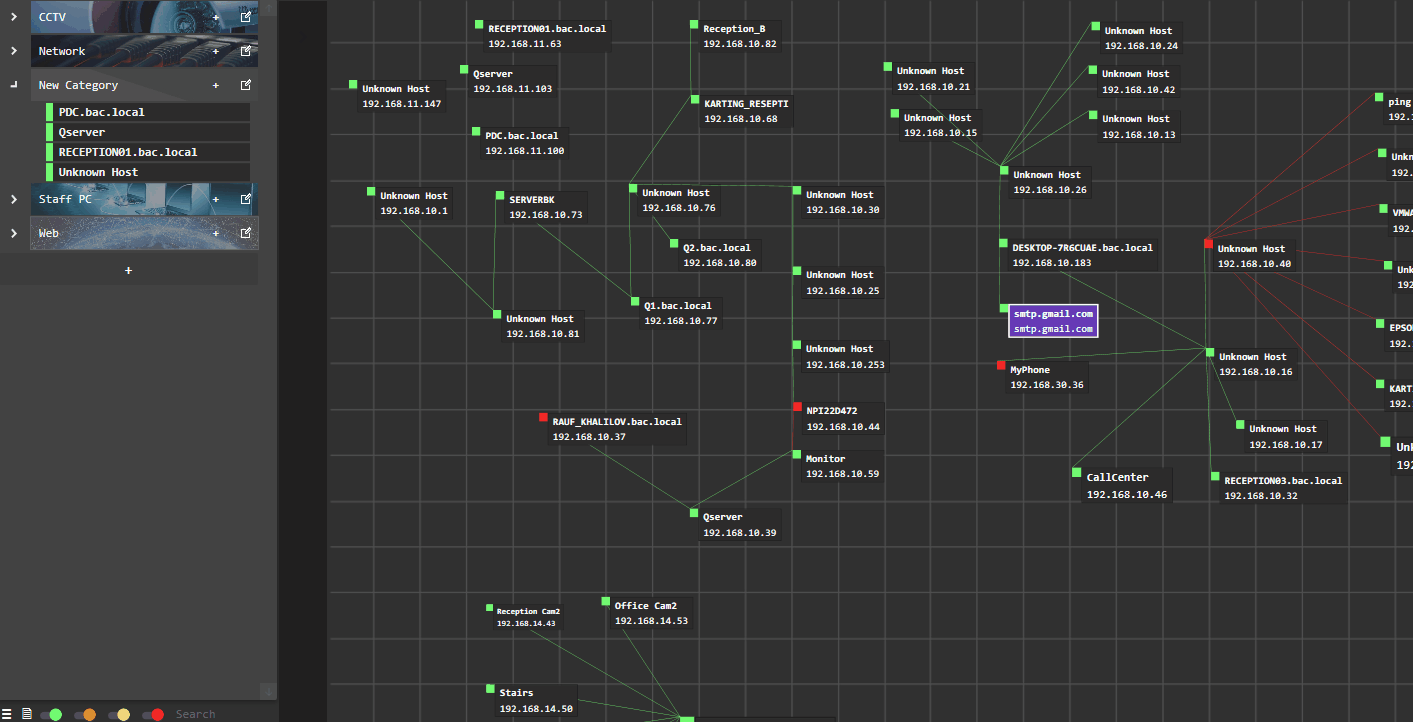 CCTV
+
Network
+
New Category
+
PDC.bac.local
Qserver
RECEPTION01.bac.local
Unknown Host
Staff PC
+
Web
+
+
Search
RECEPTION01.bac.local
192.168.11.63
Reception_B
192.168.10.82
Unknown Host
192.168.10.24
Qserver
192.168.11.103
Unknown Host
192.168.10.21
Unknown Host
192.168.10.42
Unknown Host
192.168.11.147
KARTING_RESEPTI
192.168.10.68
Unknown Host
192.168.10.15
Unknown Host
192.168.10.13
ping
192.
PDC.bac.local
192.168.11.100
Unkn
192.
Unknown Host
192.168.10.26
Unknown Host
192.168.10.1
SERVERBK
192.168.10.73
Unknown Host
192.168.10.76
Unknown Host
192.168.10.30
VMWA
192.
Q2.bac.local
192.168.10.80
DESKTOP-7R6CUAE.bac.local
192.168.10.183
Unknown Host
192.168.10.40
Unknown Host
192.168.10.25
Unk
192.
Q1.bac.local
192.168.10.77
smtp.gmail.com
smtp.gmail.com
Unknown Host
192.168.10.81
EPSO
192.
Unknown Host
192.168.10.253
Unknown Host
192.168.10.16
MyPhone
192.168.30.36
KART
192.
NPI22D472
192.168.10.44
RAUF_KHALILOV.bac.local
192.168.10.37
Unknown Host
192.168.10.17
Unk
192
Monitor
192.168.10.59
CallCenter
192.168.10.46
RECEPTION03.bac.local
192.168.10.32
Qserver
192.168.10.39
Reception Cam2
192.168.14.43
Office Cam2
192.168.14.53
Stairs
192.168.14.50